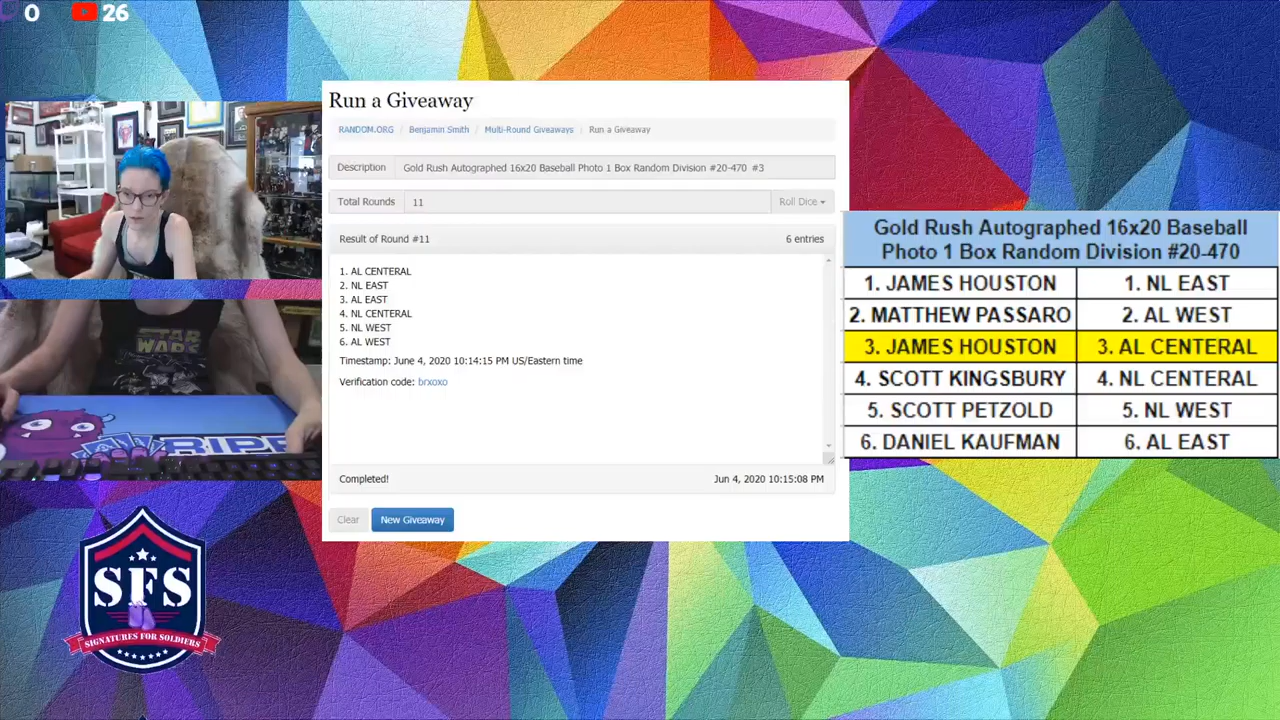 0 26
Run a Giveaway
RANDOM.ORG / Benjamin Smith / Multi-Round Giveaways / Run a Giveaway
Description Gold Rush Autographed 16x20 Baseball Photo 1 Box Random Division #20-470 #3
Total Rounds 11 Roll Dice
Result of Round #11 6 entries
1. AL CENTERAL
2. NL EAST
3. AL EAST
4. NL CENTERAL
5. NL WEST
6. AL WEST
Timestamp: June 4, 2020 10:14:15 PM US/Eastern time
Verification code: brxoxo
Completed! Jun 4, 2020 10:15:08 PM
Clear New Giveaway
Gold Rush Autographed 16x20 Baseball
Photo 1 Box Random Division #20-470
1. JAMES HOUSTON 1. NL EAST
2. MATTHEW PASSARO 2. AL WEST
3. JAMES HOUSTON 3. AL CENTERAL
4. SCOTT KINGSBURY 4. NL CENTERAL
5. SCOTT PETZOLD 5. NL WEST
6. DANIEL KAUFMAN 6. AL EAST
STAR
WARS
SFS
SIGNATURES FOR SOLDIERS